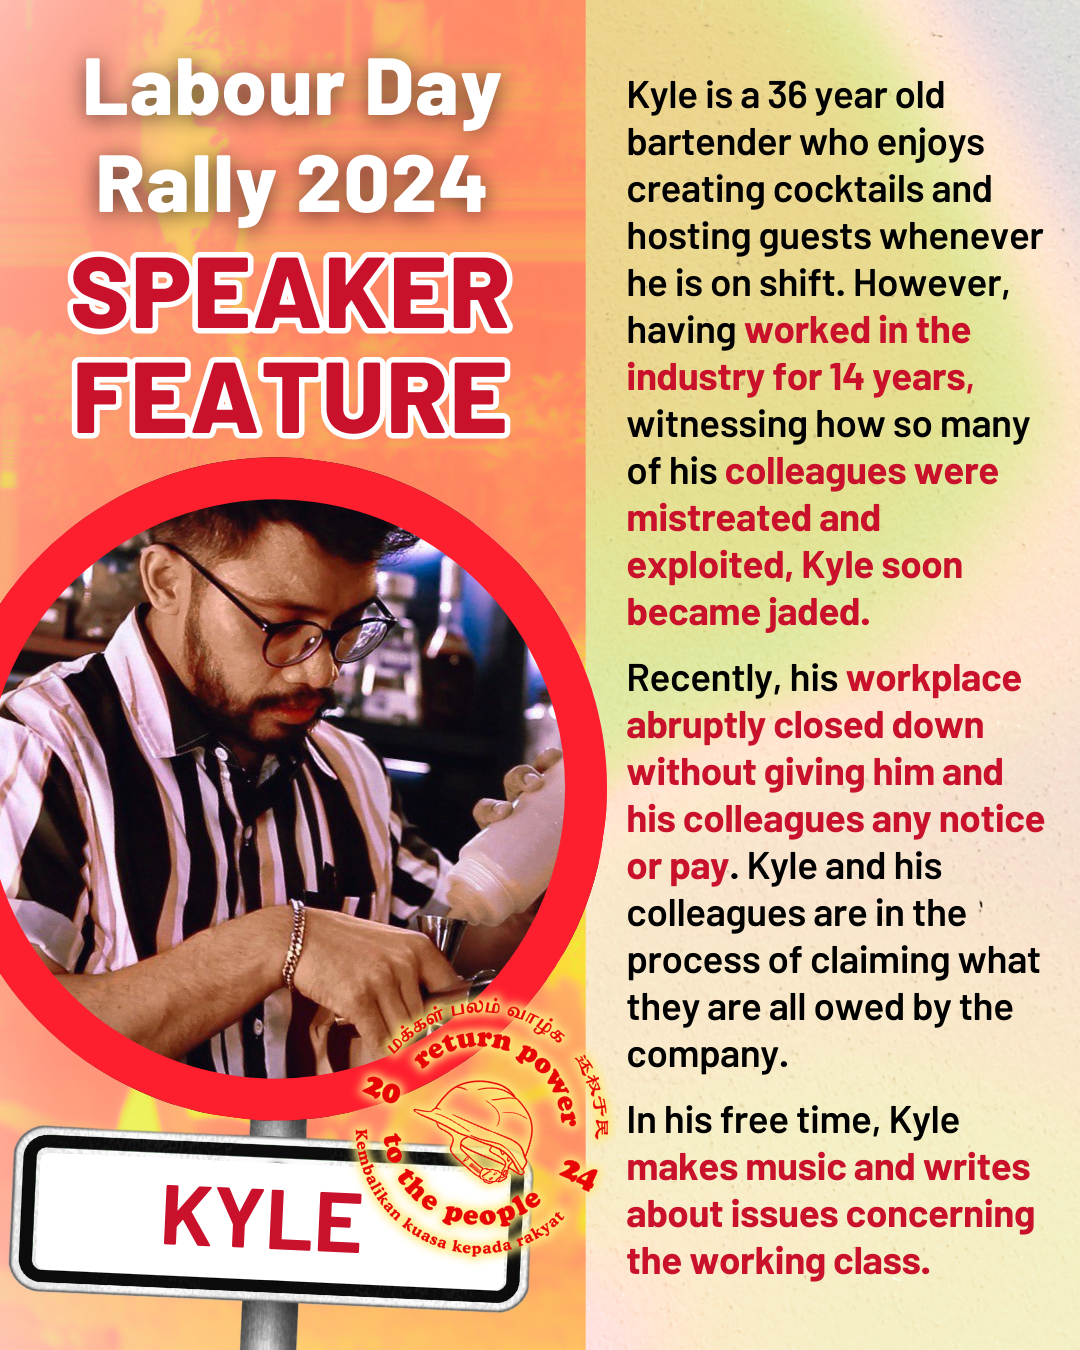 Labour Day
Rally 2024
SPEAKER
FEATURE
KYLE
மக்கள் பலம் வாழ்க
还权于民
Kembalikan kuasa kepada rakyat
return power
to the people
20
24
Kyle is a 36 year old
bartender who enjoys
creating cocktails and
hosting guests whenever
he is on shift. However,
having worked in the
industry for 14 years,
witnessing how so many
of his colleagues were
mistreated and
exploited, Kyle soon
became jaded.
Recently, his workplace
abruptly closed down
without giving him and
his colleagues any notice
or pay. Kyle and his
colleagues are in the
process of claiming what
they are all owed by the
company.
In his free time, Kyle
makes music and writes
about issues concerning
the working class.